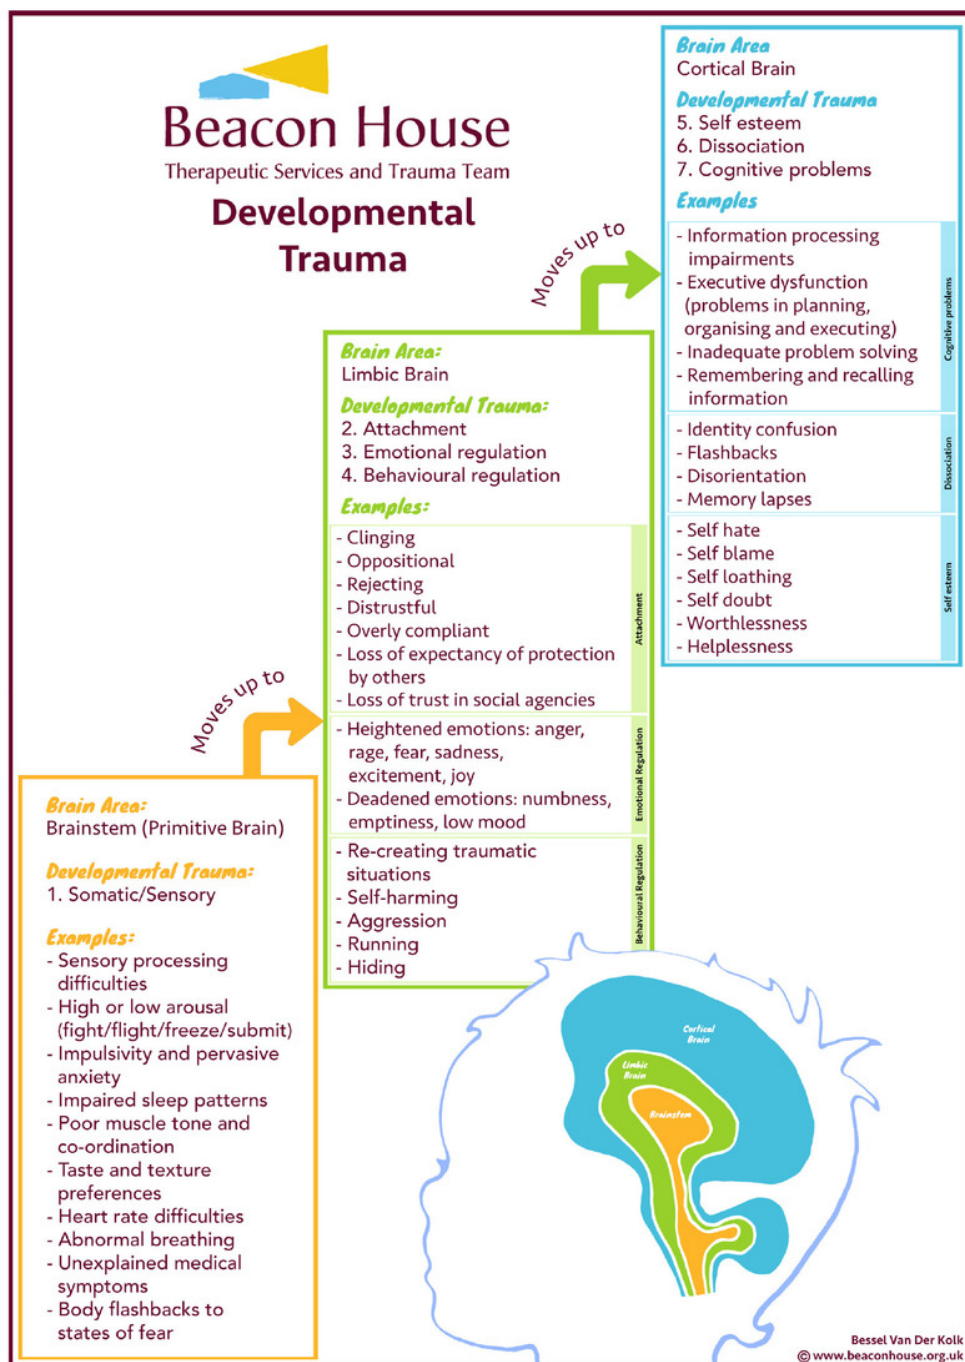 Beacon House
Therapeutic Services and Trauma Team
Developmental
Trauma
Brain Area:
Brainstem (Primitive Brain)
Developmental Trauma:
1. Somatic/Sensory
Examples:
- Sensory processing
difficulties
- High or low arousal
(fight/flight/freeze/submit)
- Impulsivity and pervasive
anxiety
- Impaired sleep patterns
- Poor muscle tone and
co-ordination
- Taste and texture
preferences
- Heart rate difficulties
- Abnormal breathing
- Unexplained medical
symptoms
- Body flashbacks to
states of fear
Moves up to
Brain Area:
Limbic Brain
Developmental Trauma:
2. Attachment
3. Emotional regulation
4. Behavioural regulation
Examples:
- Clinging
- Oppositional
- Rejecting
- Distrustful
- Overly compliant
- Loss of expectancy of protection
by others
- Loss of trust in social agencies
Attachment
- Heightened emotions: anger,
rage, fear, sadness,
excitement, joy
- Deadened emotions: numbness,
emptiness, low mood
Emotional Regulation
- Re-creating traumatic
situations
- Self-harming
- Aggression
- Running
- Hiding
Behavioural Regulation
Moves up to
Brain Area
Cortical Brain
Developmental Trauma
5. Self esteem
6. Dissociation
7. Cognitive problems
Examples
- Information processing
impairments
- Executive dysfunction
(problems in planning,
organising and executing)
- Inadequate problem solving
- Remembering and recalling
information
Cognitive problems
- Identity confusion
- Flashbacks
- Disorientation
- Memory lapses
Dissociation
- Self hate
- Self blame
- Self loathing
- Self doubt
- Worthlessness
- Helplessness
Self esteem
Cortical
Brain
Limbic
Brain
Brainstem
Bessel Van Der Kolk
© www.beaconhouse.org.uk